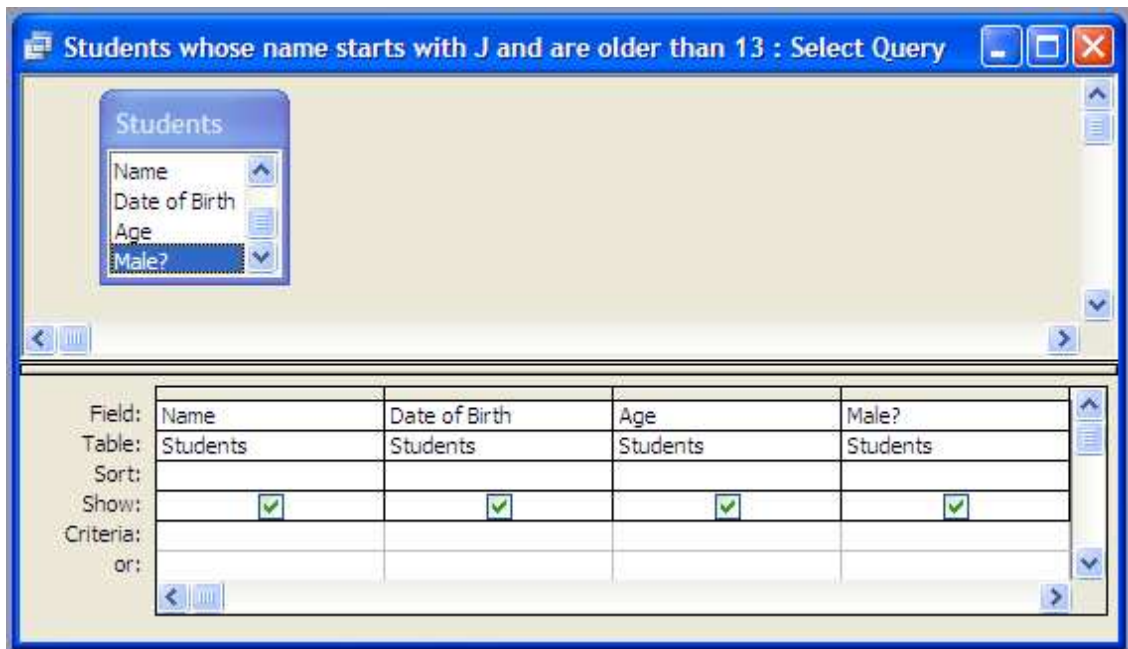 Students whose name starts with J and are older than 13 : Select Query
Students
Name
Date of Birth
Age
Male?
Field: Name Date of Birth Age Male?
Table: Students Students Students Students
Sort:
Show:
Criteria:
or: